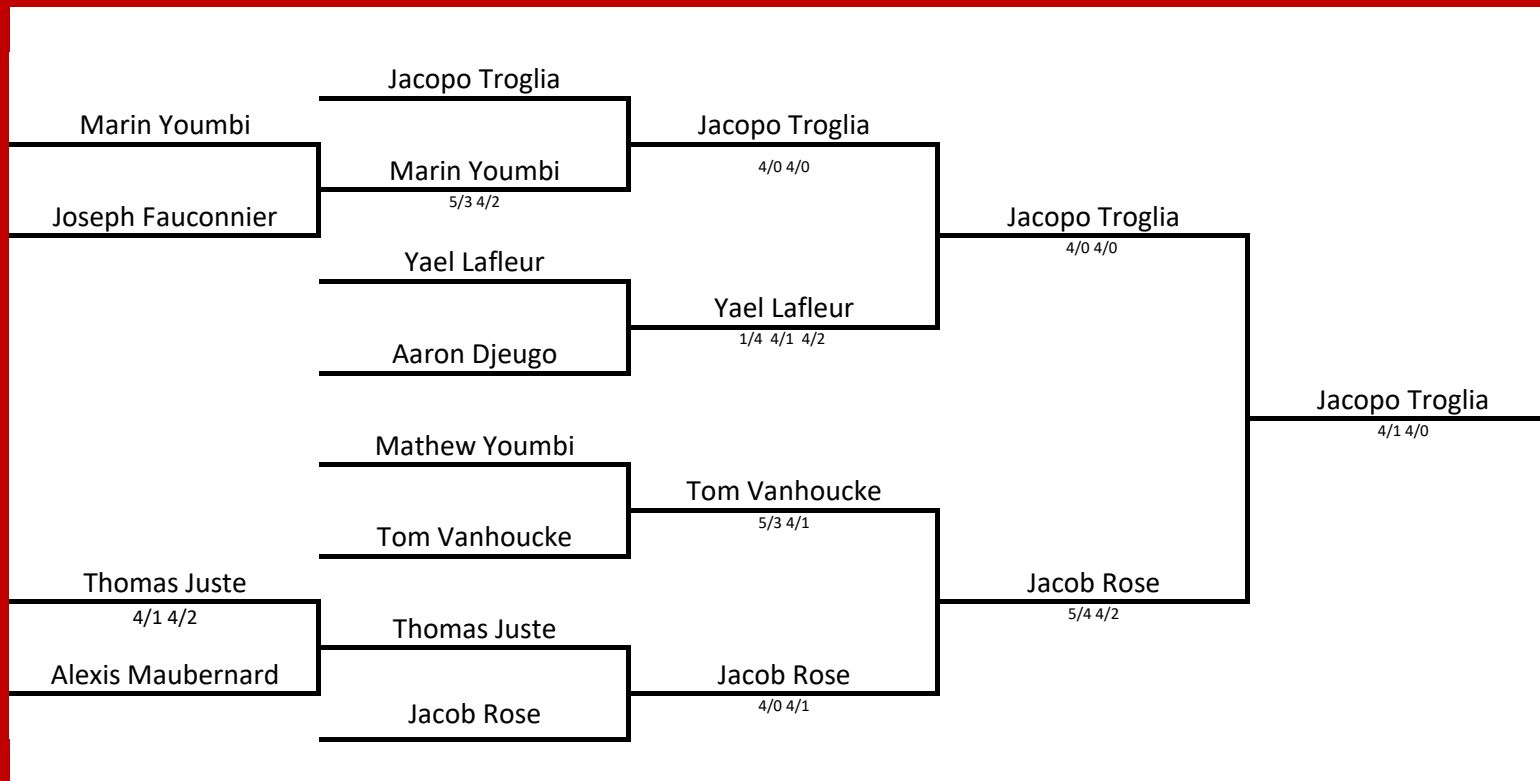 Marin Youmbi
Joseph Fauconnier
Thomas Juste
4/1 4/2
Alexis Maubernard
Jacopo Troglia
Marin Youmbi
5/3 4/2
Yael Lafleur
Aaron Djeugo
Mathew Youmbi
Tom Vanhoucke
Thomas Juste
Jacob Rose
Jacopo Troglia
4/0 4/0
Yael Lafleur
1/4 4/1 4/2
Tom Vanhoucke
5/3 4/1
Jacob Rose
4/0 4/1
Jacopo Troglia
4/0 4/0
Jacob Rose
5/4 4/2
Jacopo Troglia
4/1 4/0